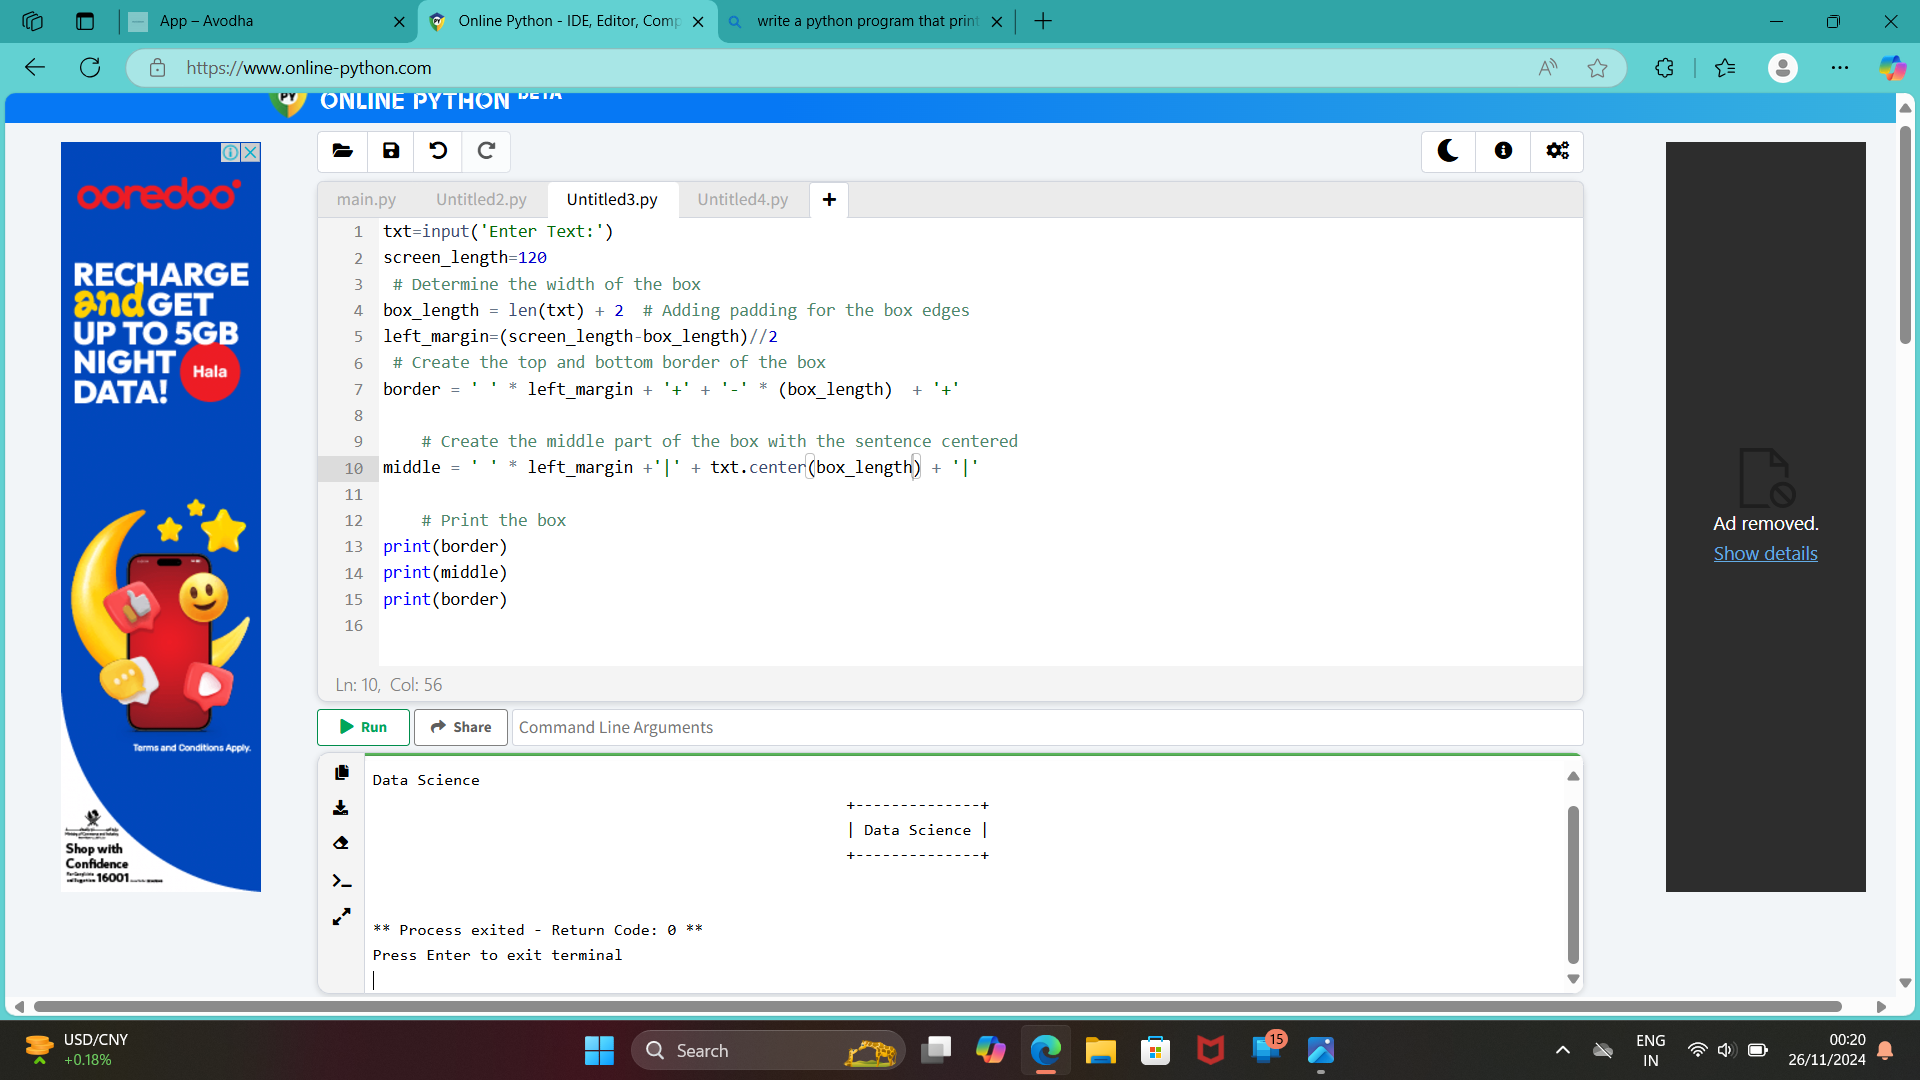 App – Avodha
Online Python - IDE, Editor, Comp
write a python program that print
https://www.online-python.com
PY
ONLINE PYTHON BETA
ooredoo
RECHARGE
and GET
UP TO 5GB
NIGHT
DATA!
Hala
Terms and Conditions Apply.
Shop with
Confidence
16001
main.py
Untitled2.py
Untitled3.py
Untitled4.py
+
1 txt=input('Enter Text:')
2 screen_length=120
3  # Determine the width of the box
4 box_length = len(txt) + 2  # Adding padding for the box edges
5 left_margin=(screen_length-box_length)//2
6  # Create the top and bottom border of the box
7 border = ' ' * left_margin + '+' + '-' * (box_length)  + '+'
8
9     # Create the middle part of the box with the sentence centered
10 middle = ' ' * left_margin +'|' + txt.center(box_length) + '|'
11
12     # Print the box
13 print(border)
14 print(middle)
15 print(border)
16
Ln: 10, Col: 56
Run
Share
Command Line Arguments
Data Science
+--------------+
| Data Science |
+--------------+
** Process exited - Return Code: 0 **
Press Enter to exit terminal
Ad removed.
Show details
USD/CNY
+0.18%
Search
15
ENG
IN
00:20
26/11/2024